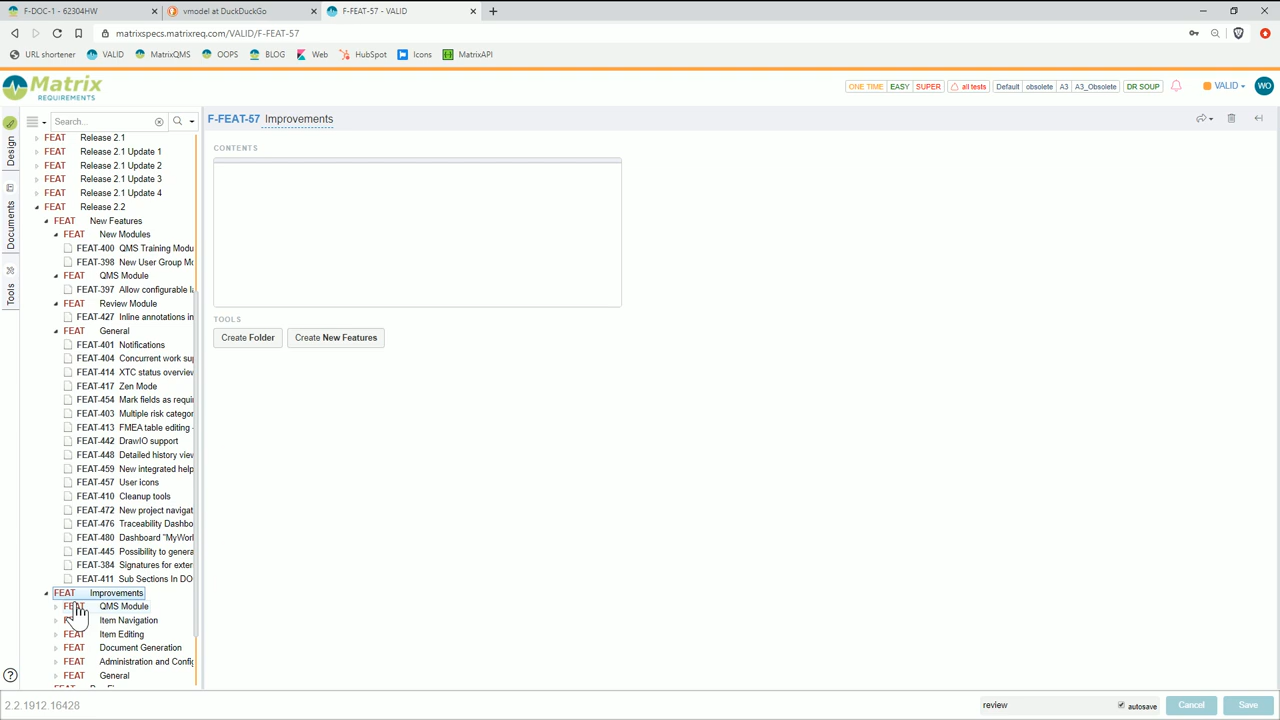 F-DOC-1 - 62304HW
vmodel at DuckDuckGo
F-FEAT-57 - VALID
matrixspecs.matrixreq.com/VALID/F-FEAT-57
URL shortener VALID MatrixQMS OOPS BLOG Web HubSpot Icons MatrixAPI
Matrix
REQUIREMENTS
ONE TIME EASY SUPER all tests Default obsolete A3 A3_Obsolete DR SOUP VALID WO
Design
Documents
Tools
Search...
FEAT Release 2.1
FEAT Release 2.1 Update 1
FEAT Release 2.1 Update 2
FEAT Release 2.1 Update 3
FEAT Release 2.1 Update 4
FEAT Release 2.2
FEAT New Features
FEAT New Modules
FEAT-400 QMS Training Modu
FEAT-398 New User Group Mo
FEAT QMS Module
FEAT-397 Allow configurable la
FEAT Review Module
FEAT-427 Inline annotations in
FEAT General
FEAT-401 Notifications
FEAT-404 Concurrent work sup
FEAT-414 XTC status overview
FEAT-417 Zen Mode
FEAT-454 Mark fields as requir
FEAT-403 Multiple risk categor
FEAT-413 FMEA table editing -
FEAT-442 DrawIO support
FEAT-448 Detailed history view
FEAT-459 New integrated help
FEAT-457 User icons
FEAT-410 Cleanup tools
FEAT-472 New project navigat
FEAT-476 Traceability Dashbo
FEAT-480 Dashboard "MyWorl
FEAT-445 Possibility to genera
FEAT-384 Signatures for exter
FEAT-411 Sub Sections In DO
FEAT Improvements
FEAT QMS Module
Item Navigation
FEAT Item Editing
FEAT Document Generation
FEAT Administration and Config
FEAT General
F-FEAT-57 Improvements
CONTENTS
TOOLS
Create Folder
Create New Features
2.2.1912.16428
review
autosave
Cancel
Save